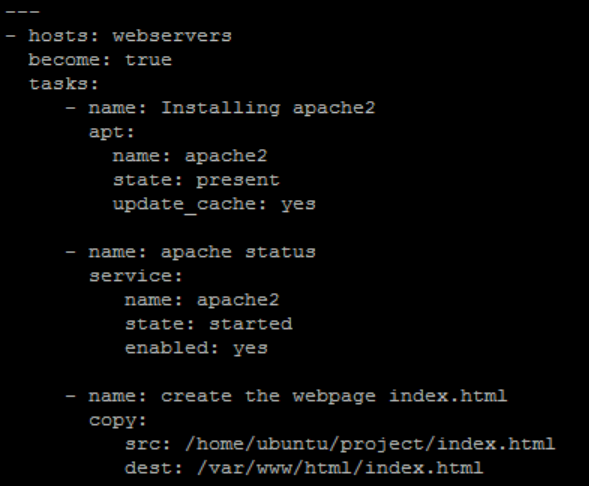 ---
- hosts: webservers
  become: true
  tasks:
     - name: Installing apache2
       apt:
         name: apache2
         state: present
         update_cache: yes

     - name: apache status
       service:
          name: apache2
          state: started
          enabled: yes

     - name: create the webpage index.html
       copy:
          src: /home/ubuntu/project/index.html
          dest: /var/www/html/index.html